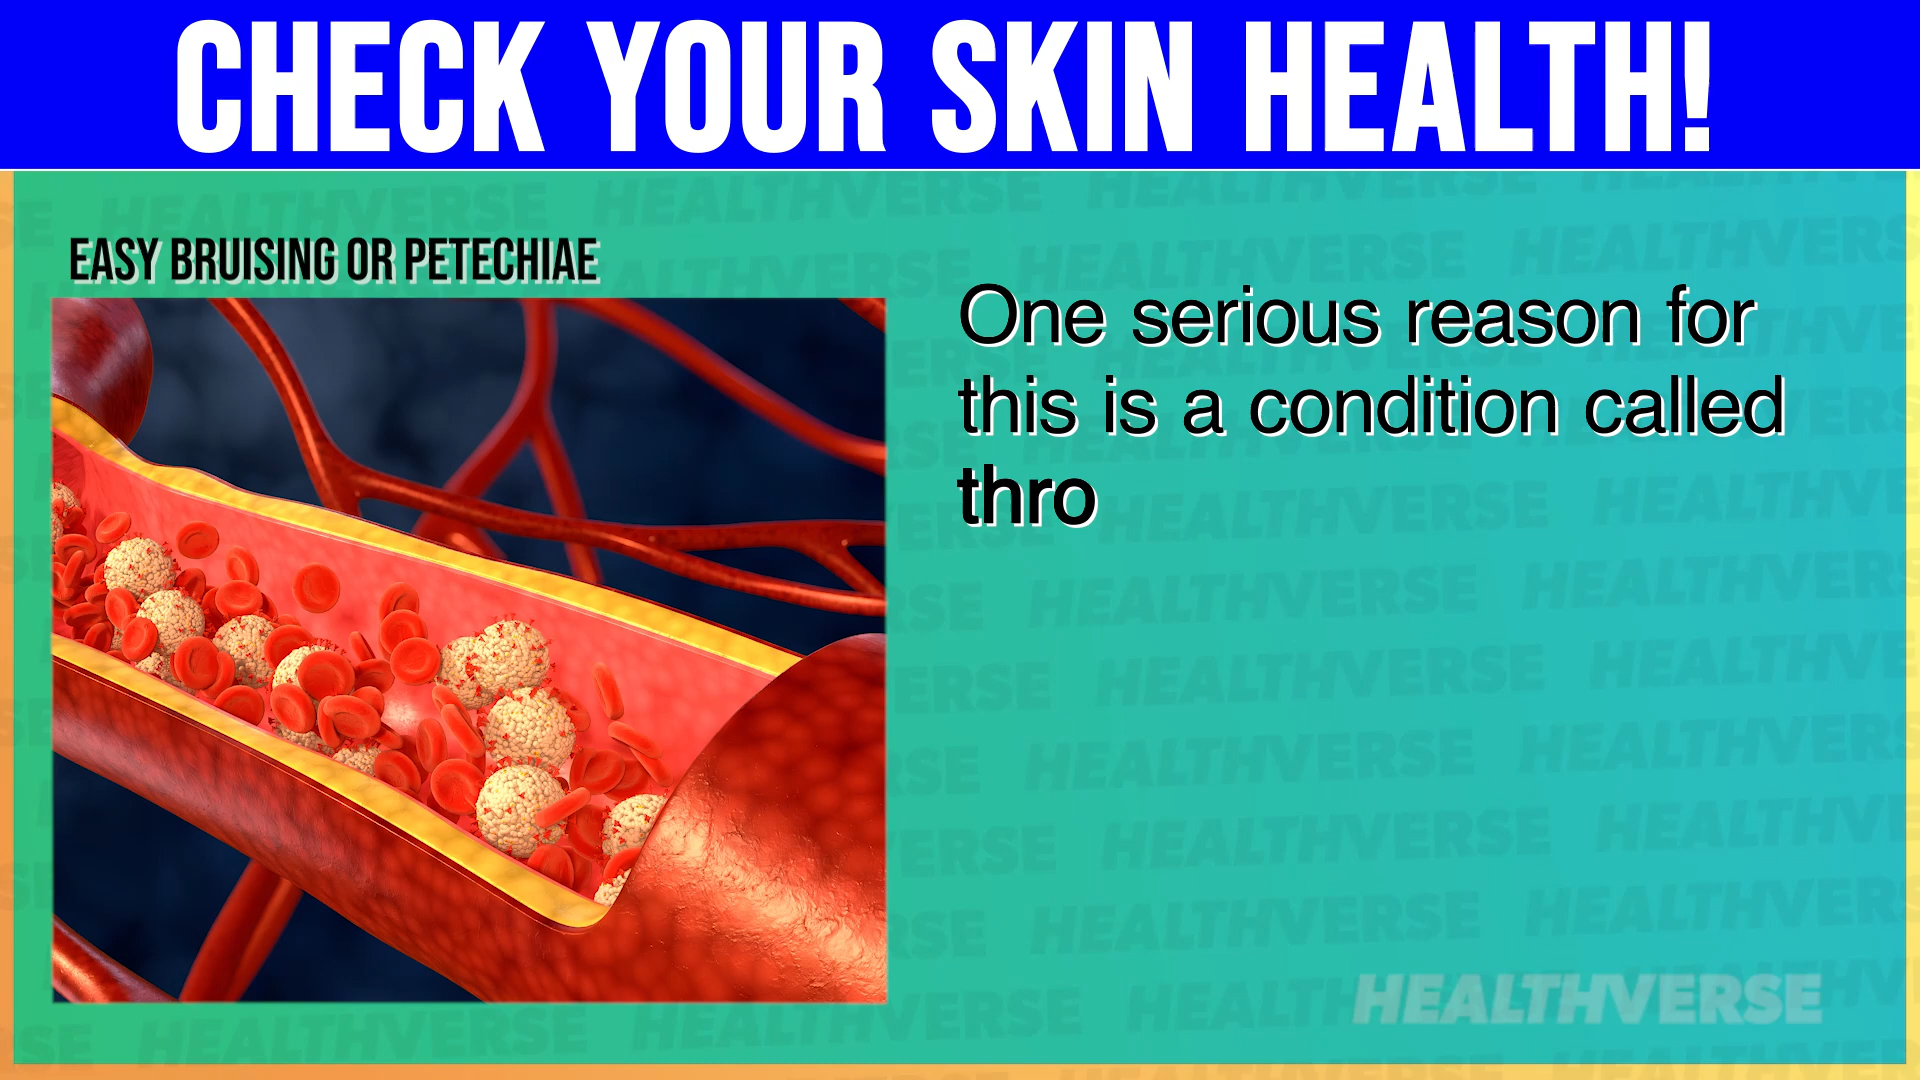 CHECK YOUR SKIN HEALTH!
EASY BRUISING OR PETECHIAE
One serious reason for
this is a condition called
thro
HEALTHVERSE